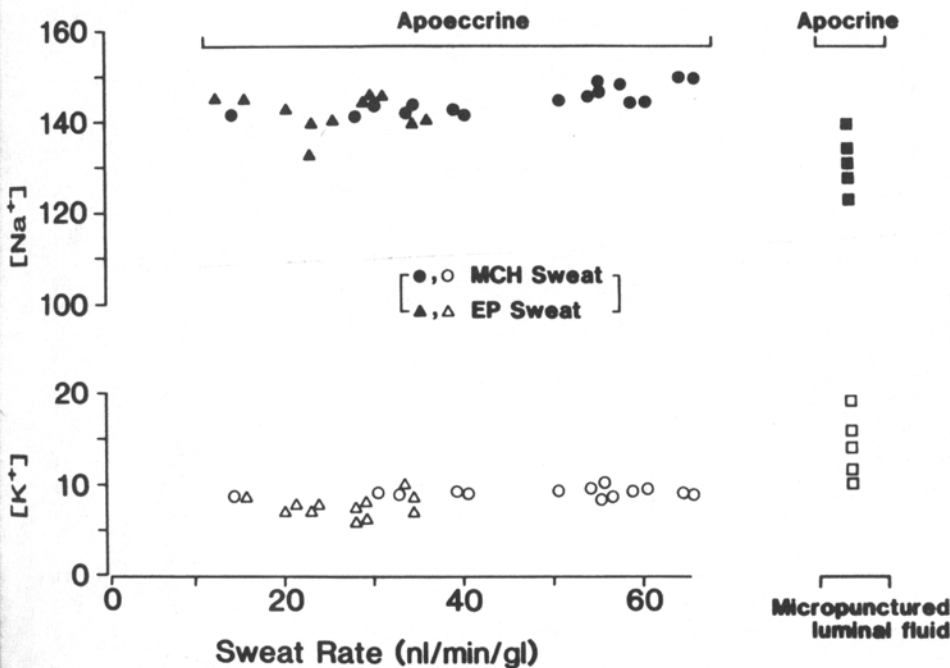 Apoeccrine
Apocrine
160
140
120
100
[Na⁺]
●,○ MCH Sweat
▲,△ EP Sweat
20
10
0
[K⁺]
0 20 40 60
Sweat Rate (nl/min/gl)
Micropunctured
luminal fluid